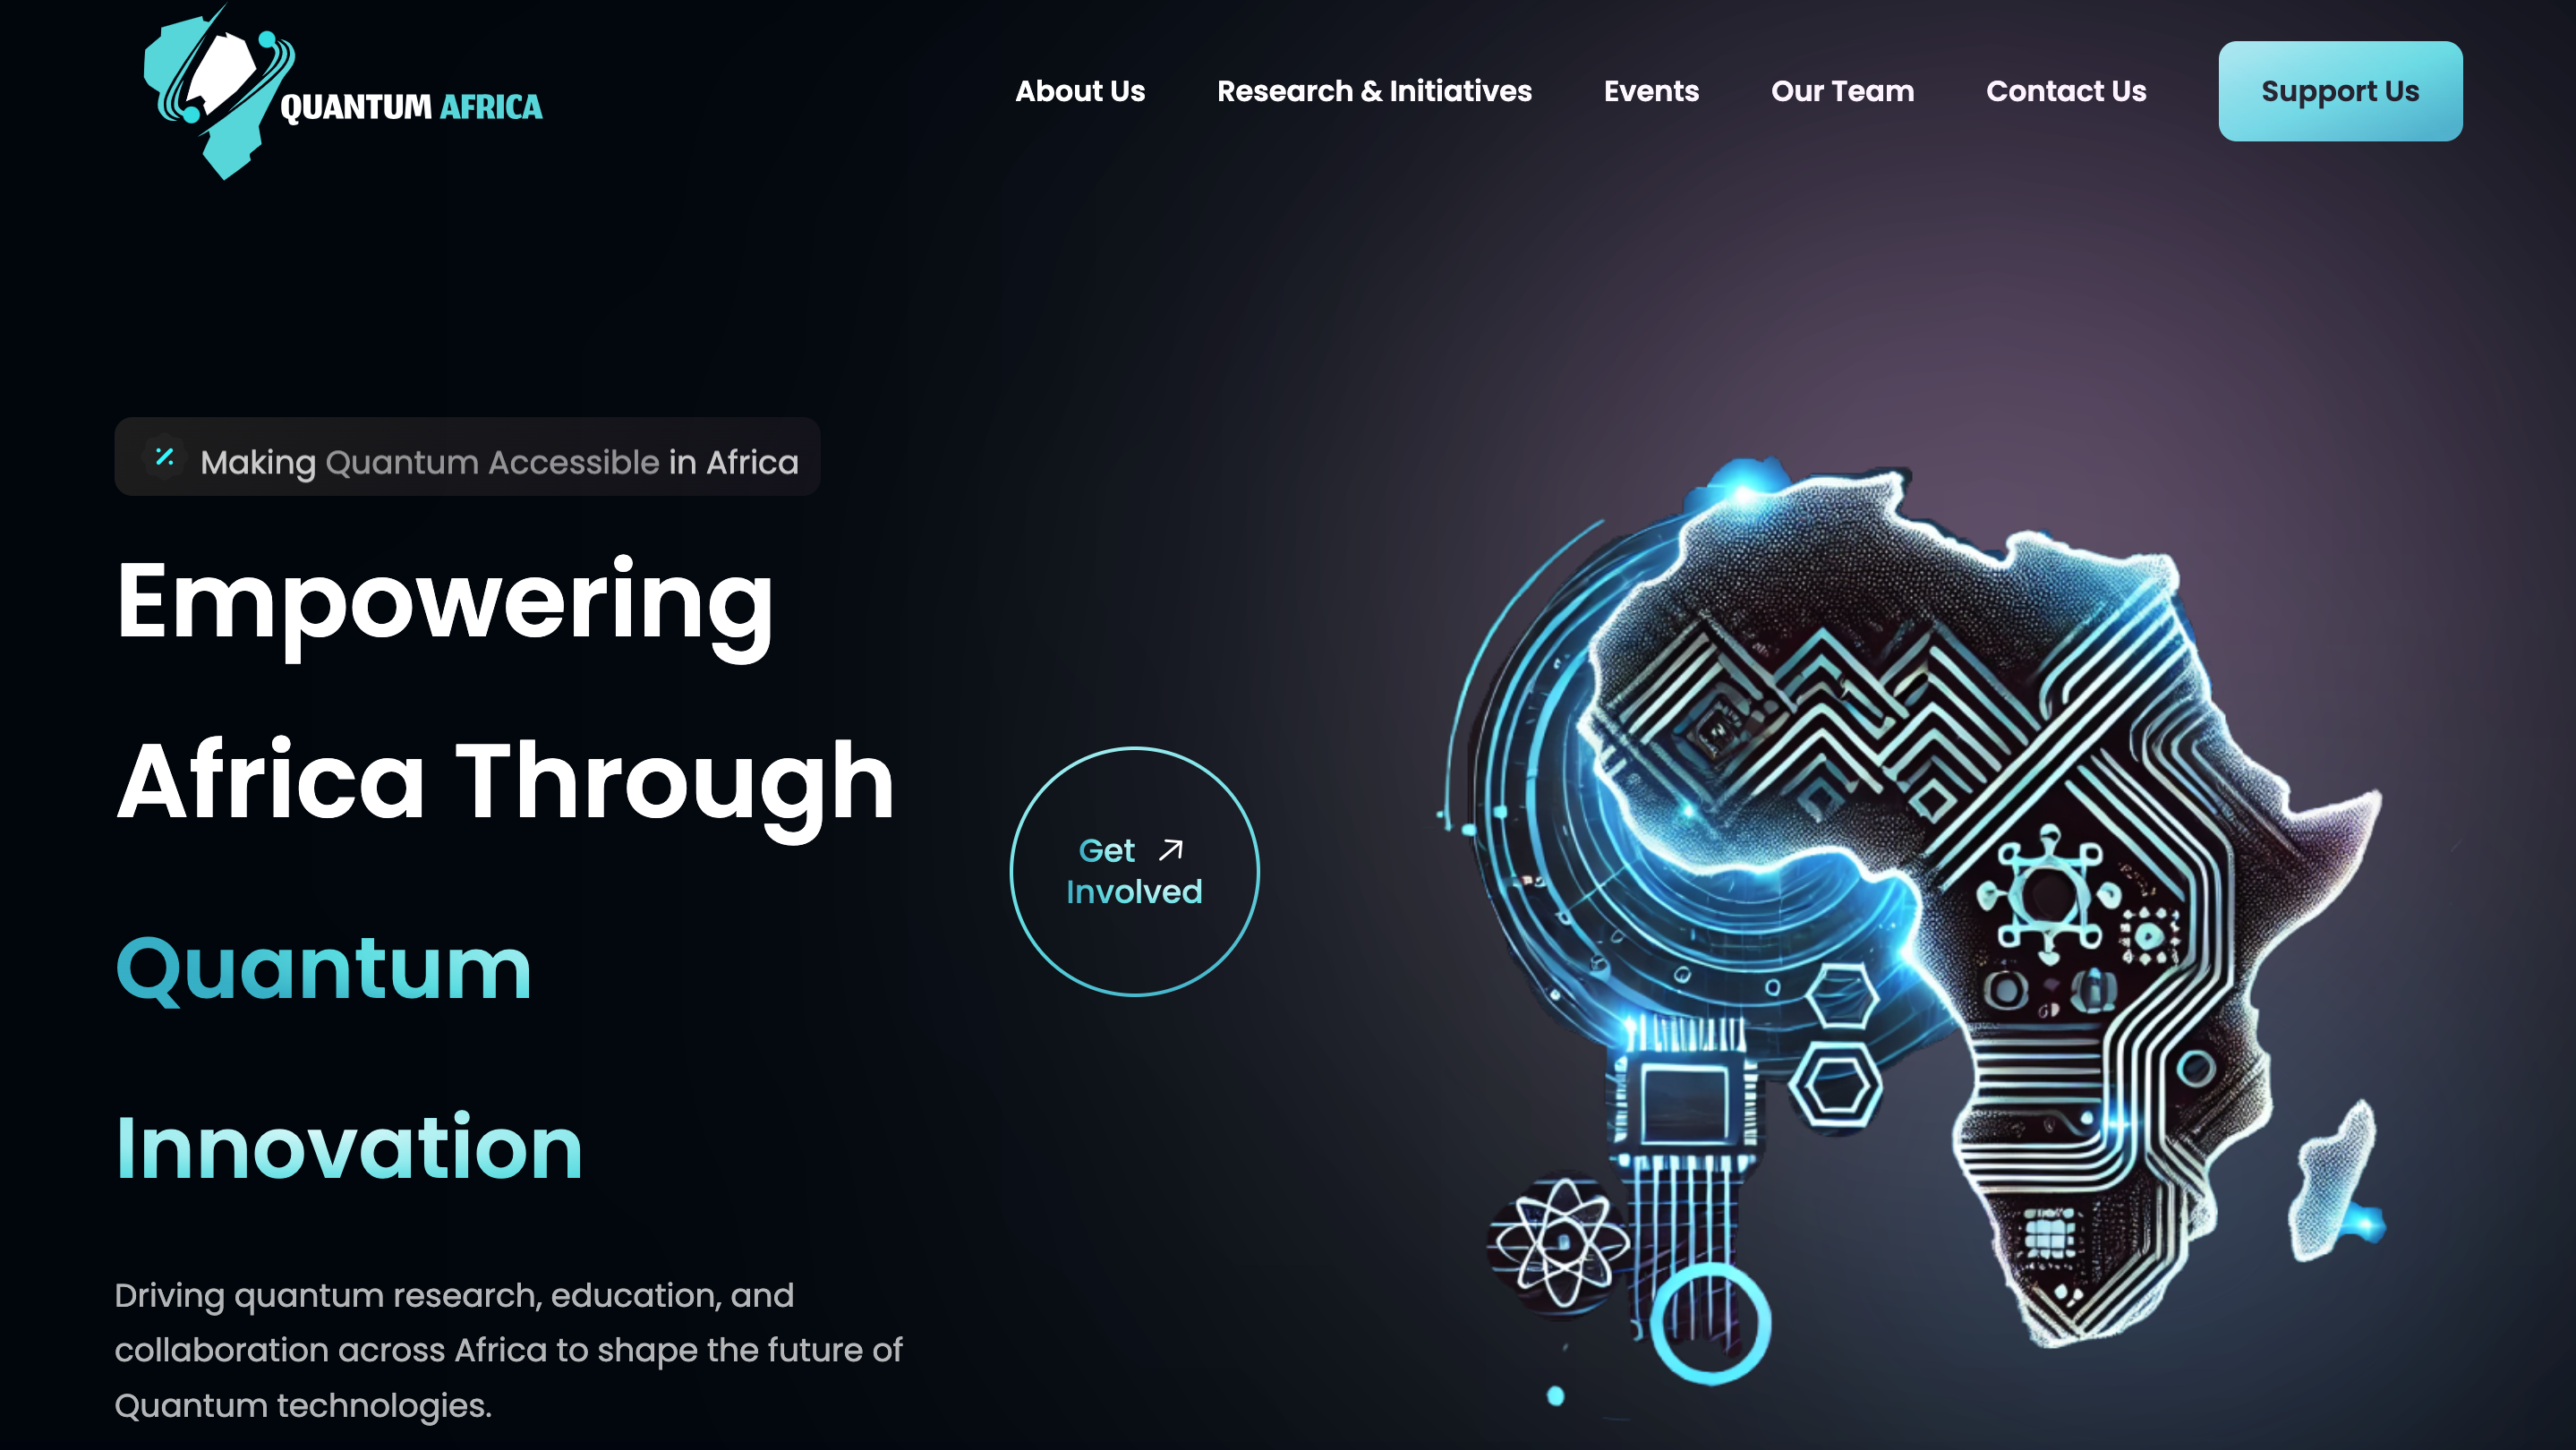 QUANTUM AFRICA
About Us
Research & Initiatives
Events
Our Team
Contact Us
Support Us
Making Quantum Accessible in Africa
Empowering
Africa Through
Quantum
Innovation
Get
Involved
Driving quantum research, education, and
collaboration across Africa to shape the future of
Quantum technologies.